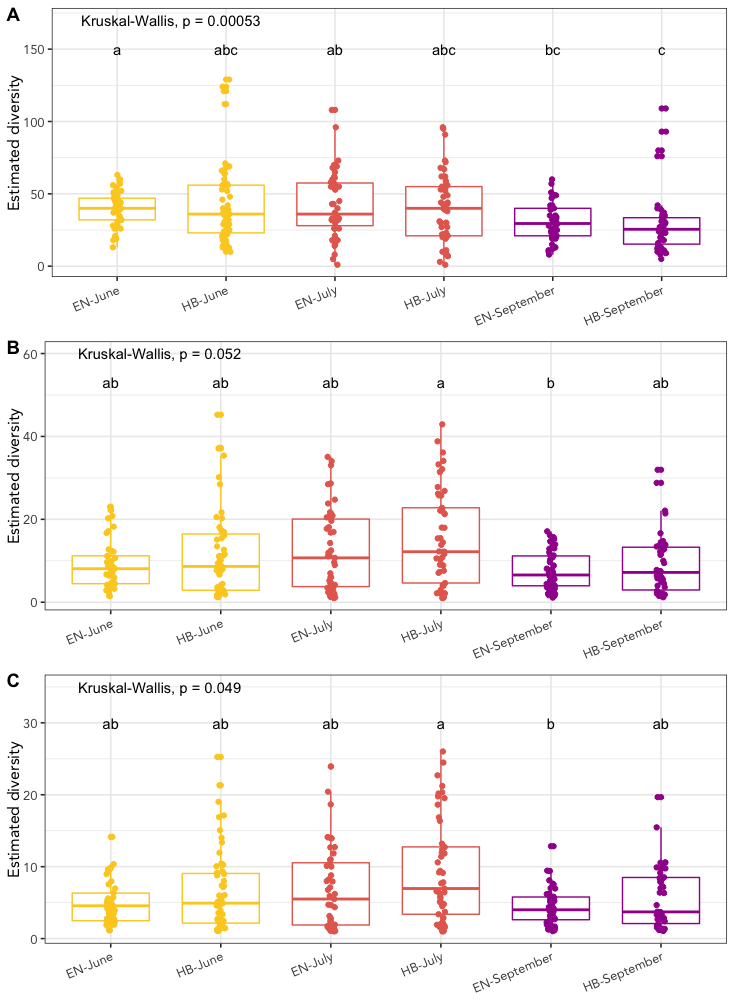 A
Kruskal-Wallis, p = 0.00053
a abc ab abc bc c
150
100
50
0
Estimated diversity
EN-June HB-June EN-July HB-July EN-September HB-September
B
Kruskal-Wallis, p = 0.052
ab ab ab a b ab
60
40
20
0
Estimated diversity
EN-June HB-June EN-July HB-July EN-September HB-September
C
Kruskal-Wallis, p = 0.049
ab ab ab a b ab
30
20
10
0
Estimated diversity
EN-June HB-June EN-July HB-July EN-September HB-September